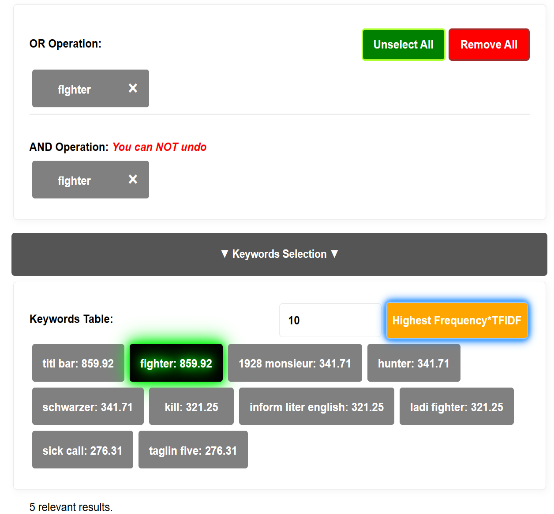 OR Operation:
Unselect All
Remove All
fighter ×
AND Operation: You can NOT undo
fighter ×
▼ Keywords Selection ▼
Keywords Table:
10
Highest Frequency*TFIDF
titl bar: 859.92
fighter: 859.92
1928 monsieur: 341.71
hunter: 341.71
schwarzer: 341.71
kill: 321.25
inform liter english: 321.25
ladi fighter: 321.25
sick call: 276.31
taglin five: 276.31
5 relevant results.